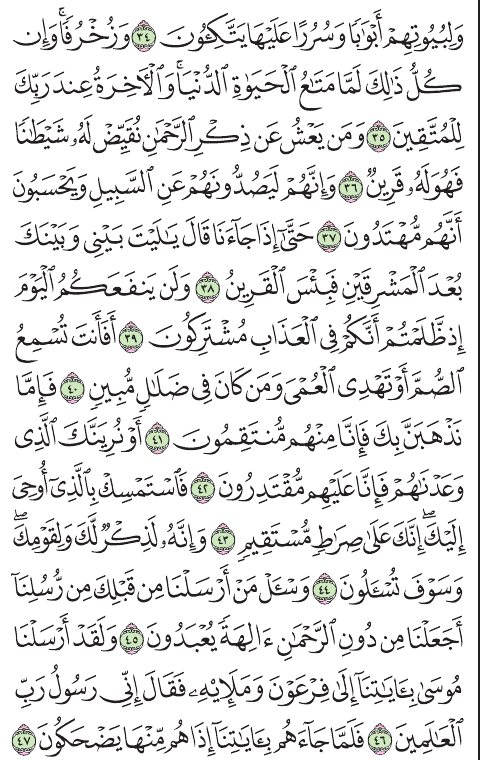 وَلِبُيُوتِهِمْ أَبْوَٰبًا وَسُرُرًا عَلَيْهَا يَتَّكِـُٔونَ ٣٤ وَزُخْرُفًا ۚ وَإِن
كُلُّ ذَٰلِكَ لَمَّا مَتَـٰعُ ٱلْحَيَوٰةِ ٱلدُّنْيَا ۚ وَٱلْـَٔاخِرَةُ عِندَ رَبِّكَ
لِلْمُتَّقِينَ ٣٥ وَمَن يَعْشُ عَن ذِكْرِ ٱلرَّحْمَـٰنِ نُقَيِّضْ لَهُۥ شَيْطَـٰنًا
فَهُوَ لَهُۥ قَرِينٌ ٣٦ وَإِنَّهُمْ لَيَصُدُّونَهُمْ عَنِ ٱلسَّبِيلِ وَيَحْسَبُونَ
أَنَّهُم مُّهْتَدُونَ ٣٧ حَتَّىٰٓ إِذَا جَآءَنَا قَالَ يَـٰلَيْتَ بَيْنِى وَبَيْنَكَ
بُعْدَ ٱلْمَشْرِقَيْنِ فَبِئْسَ ٱلْقَرِينُ ٣٨ وَلَن يَنفَعَكُمُ ٱلْيَوْمَ
إِذ ظَّلَمْتُمْ أَنَّكُمْ فِى ٱلْعَذَابِ مُشْتَرِكُونَ ٣٩ أَفَأَنتَ تُسْمِعُ
ٱلصُّمَّ أَوْ تَهْدِى ٱلْعُمْىَ وَمَن كَانَ فِى ضَلَـٰلٍ مُّبِينٍ ٤٠ فَإِمَّا
نَذْهَبَنَّ بِكَ فَإِنَّا مِنْهُم مُّنتَقِمُونَ ٤١ أَوْ نُرِيَنَّكَ ٱلَّذِى
وَعَدْنَـٰهُمْ فَإِنَّا عَلَيْهِم مُّقْتَدِرُونَ ٤٢ فَٱسْتَمْسِكْ بِٱلَّذِىٓ أُوحِىَ
إِلَيْكَ ۖ إِنَّكَ عَلَىٰ صِرَٰطٍ مُّسْتَقِيمٍ ٤٣ وَإِنَّهُۥ لَذِكْرٌ لَّكَ وَلِقَوْمِكَ ۖ
وَسَوْفَ تُسْـَٔلُونَ ٤٤ وَسْـَٔلْ مَنْ أَرْسَلْنَا مِن قَبْلِكَ مِن رُّسُلِنَآ
أَجَعَلْنَا مِن دُونِ ٱلرَّحْمَـٰنِ ءَالِهَةً يُعْبَدُونَ ٤٥ وَلَقَدْ أَرْسَلْنَا
مُوسَىٰ بِـَٔايَـٰتِنَآ إِلَىٰ فِرْعَوْنَ وَمَلَإِي۟هِۦ فَقَالَ إِنِّى رَسُولُ رَبِّ
ٱلْعَـٰلَمِينَ ٤٦ فَلَمَّا جَآءَهُم بِـَٔايَـٰتِنَآ إِذَا هُم مِّنْهَا يَضْحَكُونَ ٤٧